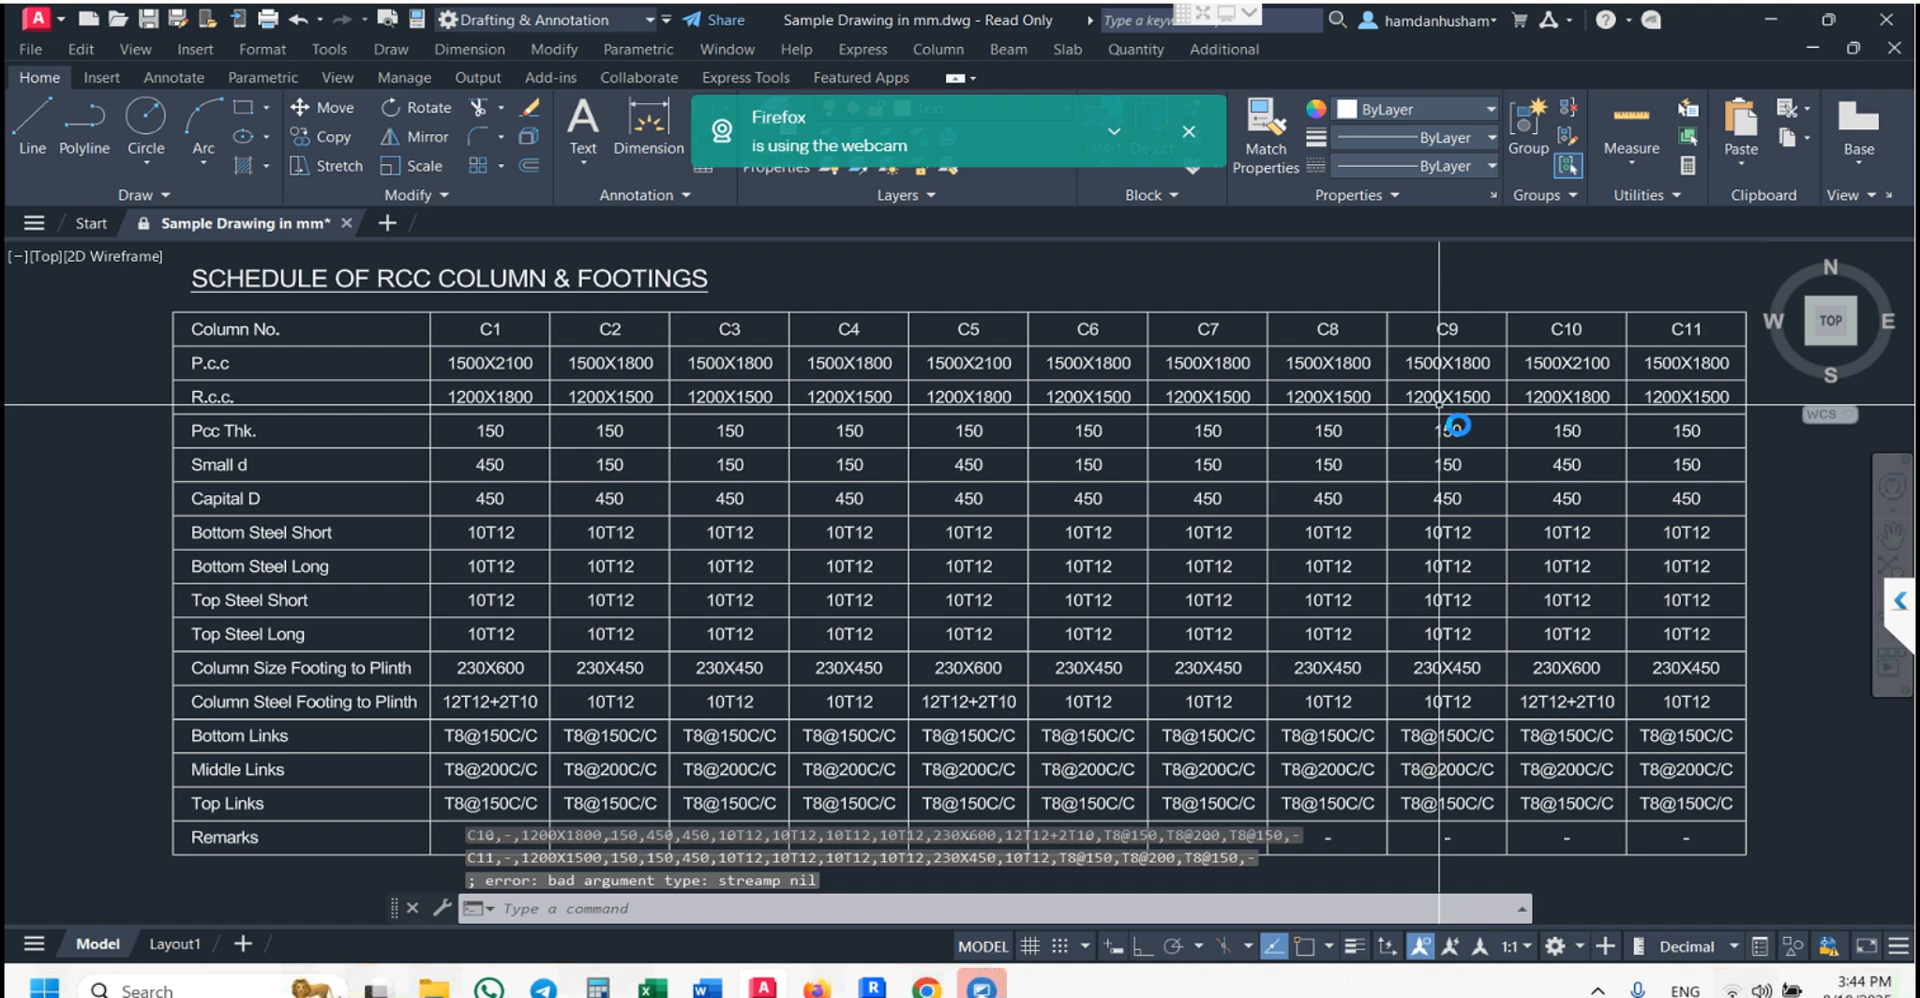 Drafting & Annotation
Share
Sample Drawing in mm.dwg - Read Only
Type a keyw
hamdanhusham
File Edit View Insert Format Tools Draw Dimension Modify Parametric Window Help Express Column Beam Slab Quantity Additional
Home Insert Annotate Parametric View Manage Output Add-ins Collaborate Express Tools Featured Apps
Line Polyline Circle Arc
Move Rotate
Copy Mirror
Stretch Scale
Text Dimension
Firefox
is using the webcam
Text
Insert
Properties
Match
Properties
ByLayer
ByLayer
ByLayer
Group
Measure
Paste
Base
Draw Modify Annotation Layers Block Properties Groups Utilities Clipboard View
Start Sample Drawing in mm*
[−][Top][2D Wireframe]
SCHEDULE OF RCC COLUMN & FOOTINGS
N
W TOP E
S
WCS
Column No. C1 C2 C3 C4 C5 C6 C7 C8 C9 C10 C11
P.c.c 1500X2100 1500X1800 1500X1800 1500X1800 1500X2100 1500X1800 1500X1800 1500X1800 1500X1800 1500X2100 1500X1800
R.c.c. 1200X1800 1200X1500 1200X1500 1200X1500 1200X1800 1200X1500 1200X1500 1200X1500 1200X1500 1200X1800 1200X1500
Pcc Thk. 150 150 150 150 150 150 150 150 150 150 150
Small d 450 150 150 150 450 150 150 150 150 450 150
Capital D 450 450 450 450 450 450 450 450 450 450 450
Bottom Steel Short 10T12 10T12 10T12 10T12 10T12 10T12 10T12 10T12 10T12 10T12 10T12
Bottom Steel Long 10T12 10T12 10T12 10T12 10T12 10T12 10T12 10T12 10T12 10T12 10T12
Top Steel Short 10T12 10T12 10T12 10T12 10T12 10T12 10T12 10T12 10T12 10T12 10T12
Top Steel Long 10T12 10T12 10T12 10T12 10T12 10T12 10T12 10T12 10T12 10T12 10T12
Column Size Footing to Plinth 230X600 230X450 230X450 230X450 230X600 230X450 230X450 230X450 230X450 230X600 230X450
Column Steel Footing to Plinth 12T12+2T10 10T12 10T12 10T12 12T12+2T10 10T12 10T12 10T12 10T12 12T12+2T10 10T12
Bottom Links T8@150C/C T8@150C/C T8@150C/C T8@150C/C T8@150C/C T8@150C/C T8@150C/C T8@150C/C T8@150C/C T8@150C/C T8@150C/C
Middle Links T8@200C/C T8@200C/C T8@200C/C T8@200C/C T8@200C/C T8@200C/C T8@200C/C T8@200C/C T8@200C/C T8@200C/C T8@200C/C
Top Links T8@150C/C T8@150C/C T8@150C/C T8@150C/C T8@150C/C T8@150C/C T8@150C/C T8@150C/C T8@150C/C T8@150C/C T8@150C/C
Remarks - - - -
C10,-,1200X1800,150,450,450,10T12,10T12,10T12,10T12,230X600,12T12+2T10,T8@150,T8@200,T8@150,-
C11,-,1200X1500,150,150,450,10T12,10T12,10T12,10T12,230X450,10T12,T8@150,T8@200,T8@150,-
; error: bad argument type: streamp nil
Type a command
Model Layout1
MODEL
1:1
Decimal
Search
ENG
3:44 PM